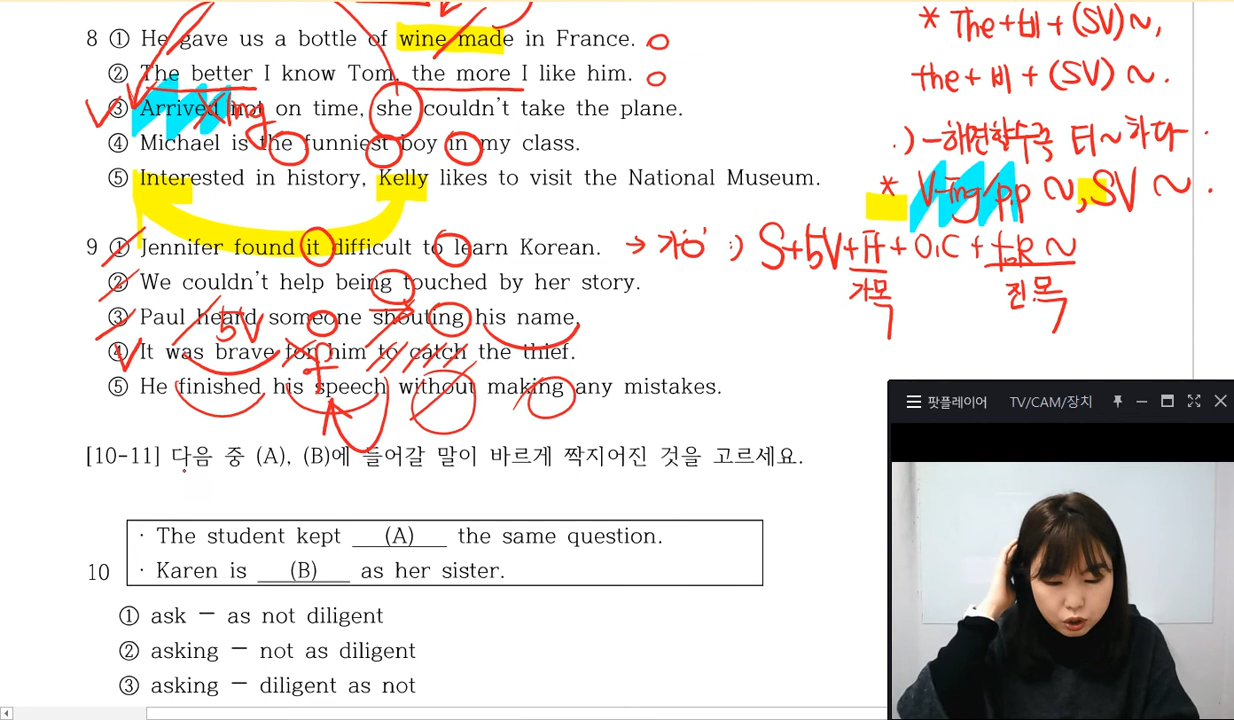 8 ① He gave us a bottle of wine made in France.
② The better I know Tom, the more I like him.
③ Arrived not on time, she couldn't take the plane.
④ Michael is the funniest boy in my class.
⑤ Interested in history, Kelly likes to visit the National Museum.
9 ① Jennifer found it difficult to learn Korean.
② We couldn't help being touched by her story.
③ Paul heard someone shouting his name,
④ It was brave for him to catch the thief.
⑤ He finished his speech without making any mistakes.
[10-11] 다음 중 (A), (B)에 들어갈 말이 바르게 짝지어진 것을 고르세요.
10
· The student kept (A) the same question.
· Karen is (B) as her sister.
① ask - as not diligent
② asking - not as diligent
③ asking - diligent as not
* The+비+(SV)~,
the+비+(SV)~.
* V-ing/pp ~, SV ~.
가목
진목
Xing
5V
of
팟플레이어 TV/CAM/장치